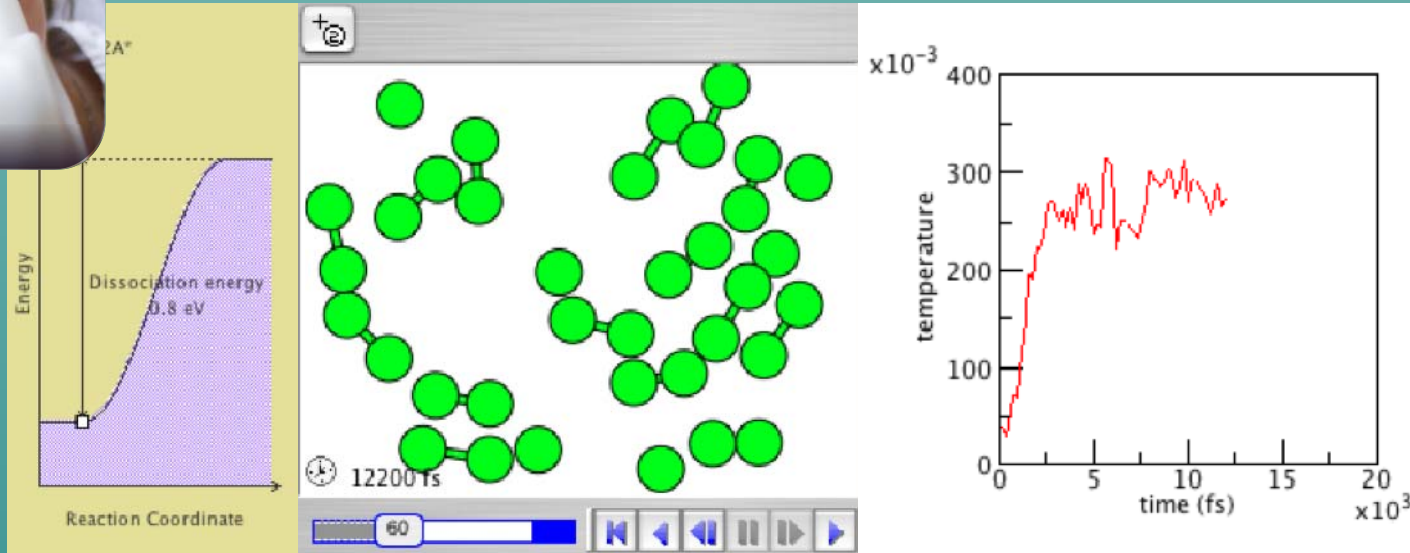 2A*
Energy
Dissociation energy
0.8 eV
Reaction Coordinate
+②
12200 fs
60
x10⁻³
400
300
200
100
0
temperature
0 5 10 15 20
time (fs)
x10³